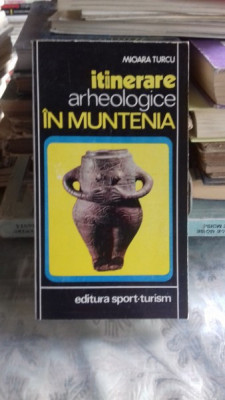 MIOARA TURCU
itinerare
arheologice
ÎN MUNTENIA
editura sport-turism